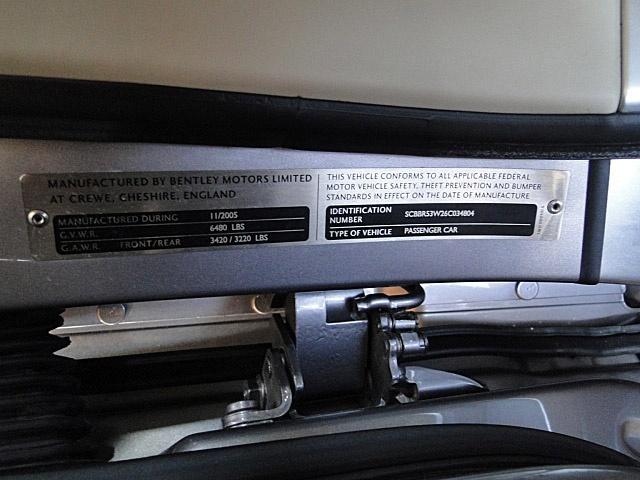 MANUFACTURED BY BENTLEY MOTORS LIMITED
AT CREWE, CHESHIRE, ENGLAND
MANUFACTURED DURING 11/2005
G.V.W.R. 6480 LBS
G.A.W.R. FRONT/REAR 3420 / 3220 LBS
THIS VEHICLE CONFORMS TO ALL APPLICABLE FEDERAL
MOTOR VEHICLE SAFETY, THEFT PREVENTION AND BUMPER
STANDARDS IN EFFECT ON THE DATE OF MANUFACTURE
IDENTIFICATION NUMBER SCBBR53W26C034804
TYPE OF VEHICLE PASSENGER CAR